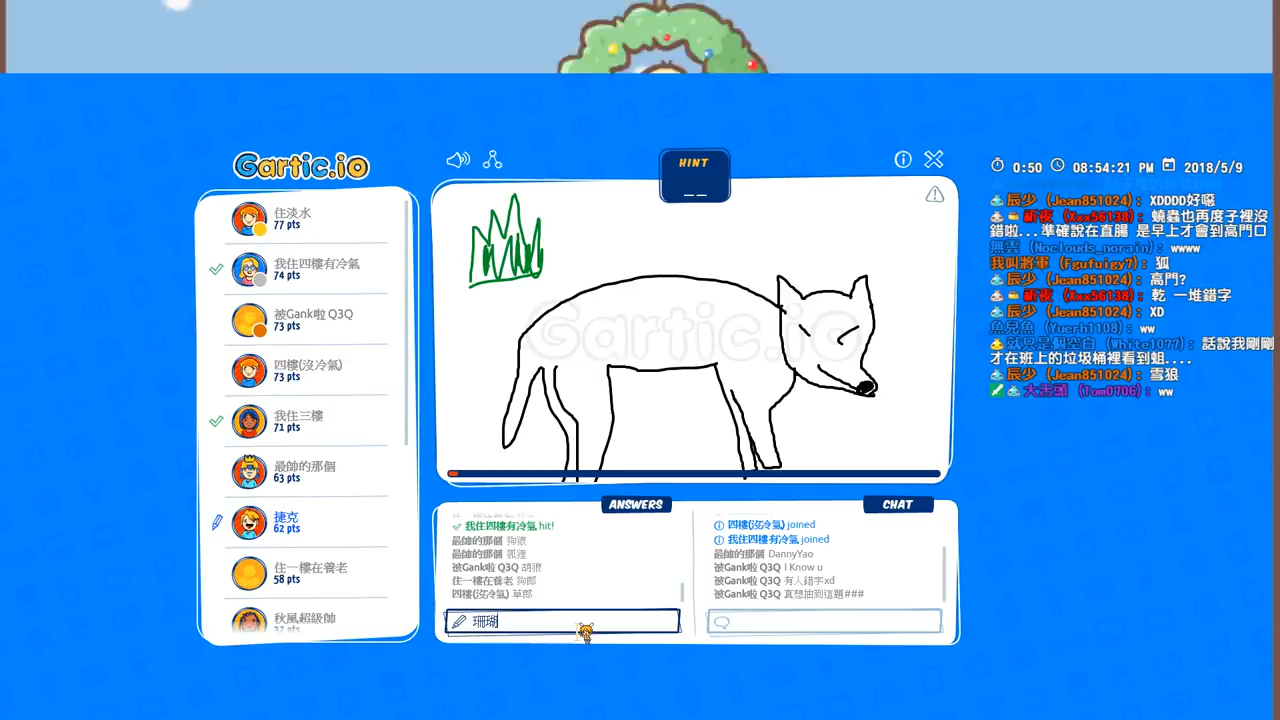 Gartic.io
住淡水
77 pts
我住四樓有冷氣
74 pts
被Gank啦 Q3Q
73 pts
四樓(沒冷氣)
73 pts
我住三樓
71 pts
最帥的那個
63 pts
捷克
62 pts
住一樓在養老
58 pts
秋風超級帥
37 pts
HINT
_ _
Gartic.io
ANSWERS
我住四樓有冷氣 hit!
最帥的那個 狗狼
最帥的那個 狐狸
被Gank啦 Q3Q 胡狼
住一樓在養老 狗郎
四樓(沒冷氣) 草郎
珊瑚
CHAT
四樓(沒冷氣) joined
我住四樓有冷氣 joined
最帥的那個 DannyYao
被Gank啦 Q3Q I Know u
被Gank啦 Q3Q 有人錯字xd
被Gank啦 Q3Q 真想抽到這題###
0:50 08:54:21 PM 2018/5/9
辰少 (Jean851024): XDDDD好噁
祈夜 (Xxx56138): 蟯蟲也再度子裡沒
錯啦...準確說在直腸 是早上才會到高門口
無雲 (Noclouds_norain): wwww
我叫將軍 (Fgufuigy7): 狐
辰少 (Jean851024): 高門?
祈夜 (Xxx56138): 乾 一堆錯字
辰少 (Jean851024): XD
魚兒魚 (Yuerh1108): ww
就只是個空白 (White1077): 話說我剛剛
才在班上的垃圾桶裡看到蛆....
辰少 (Jean851024): 雪狼
大舌頭 (Tom0706): ww